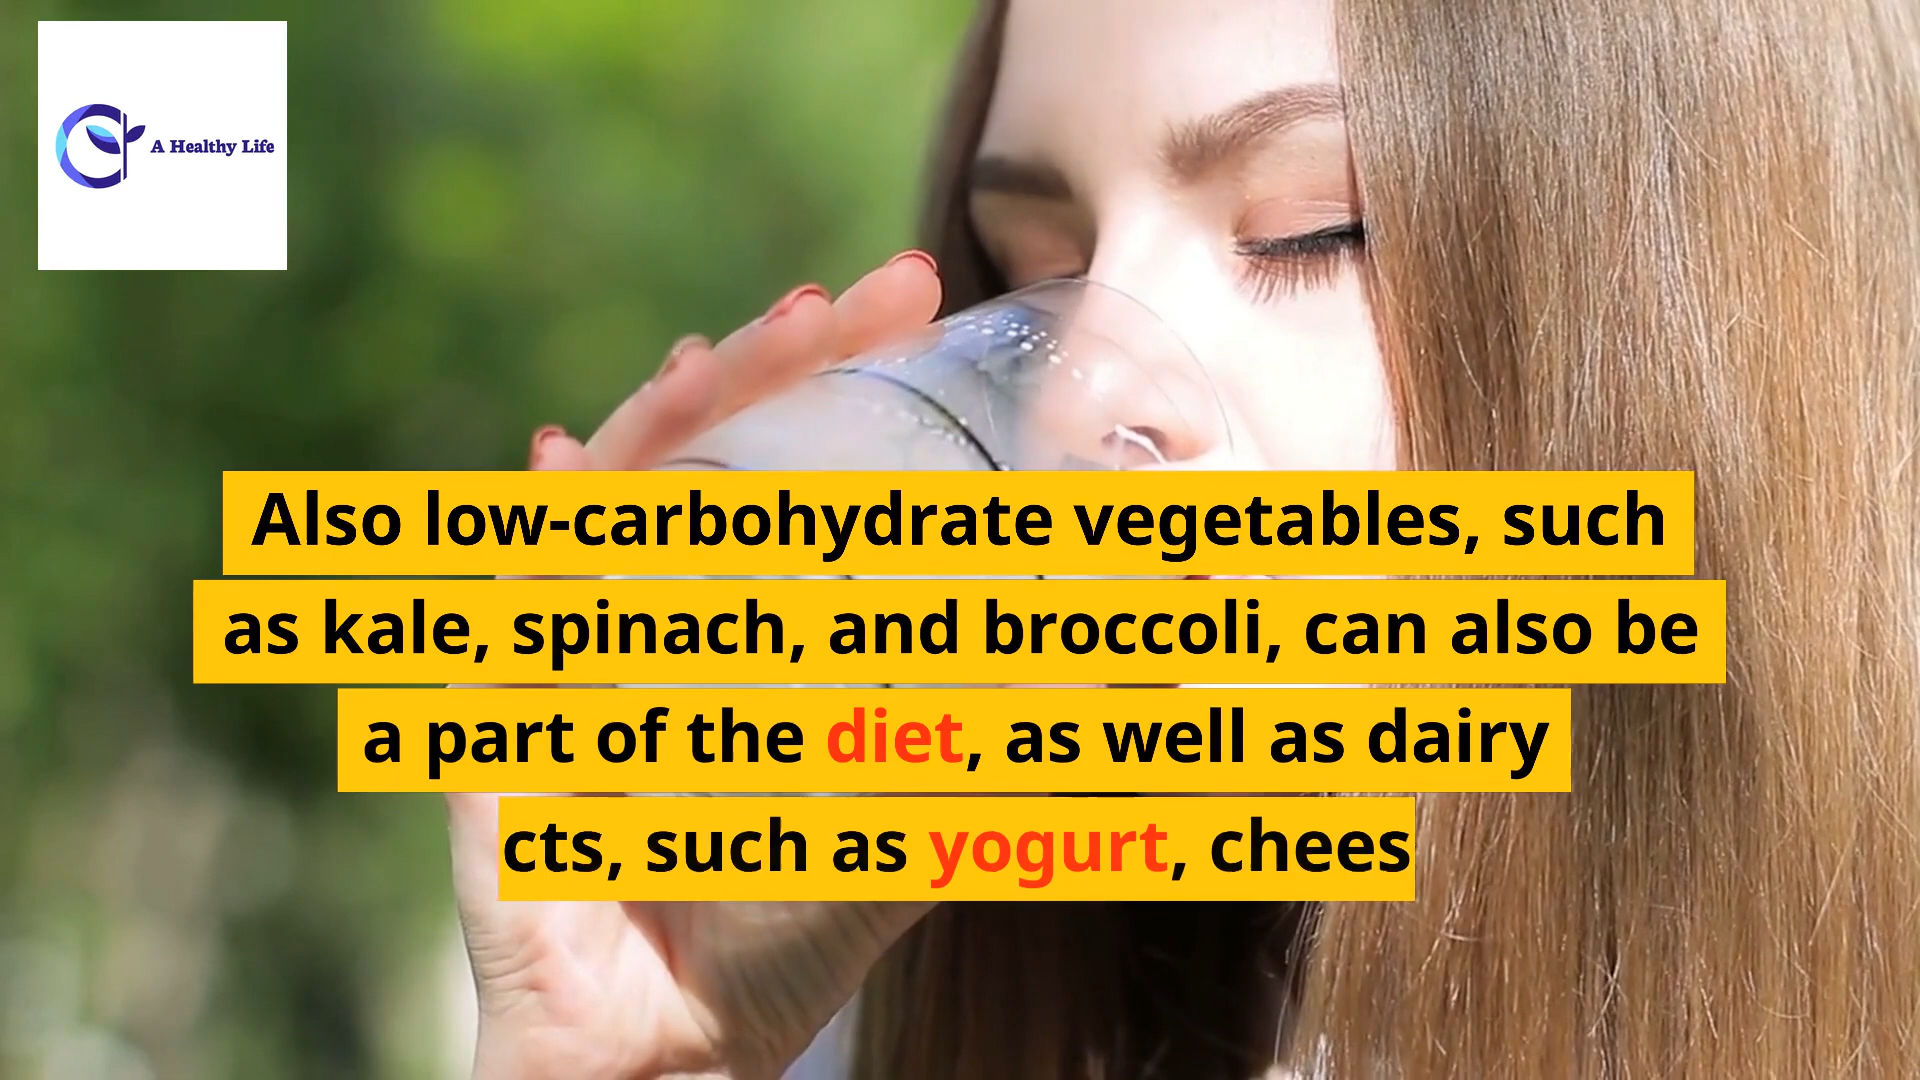 A Healthy Life
Also low-carbohydrate vegetables, such
as kale, spinach, and broccoli, can also be
a part of the diet, as well as dairy
cts, such as yogurt, chees